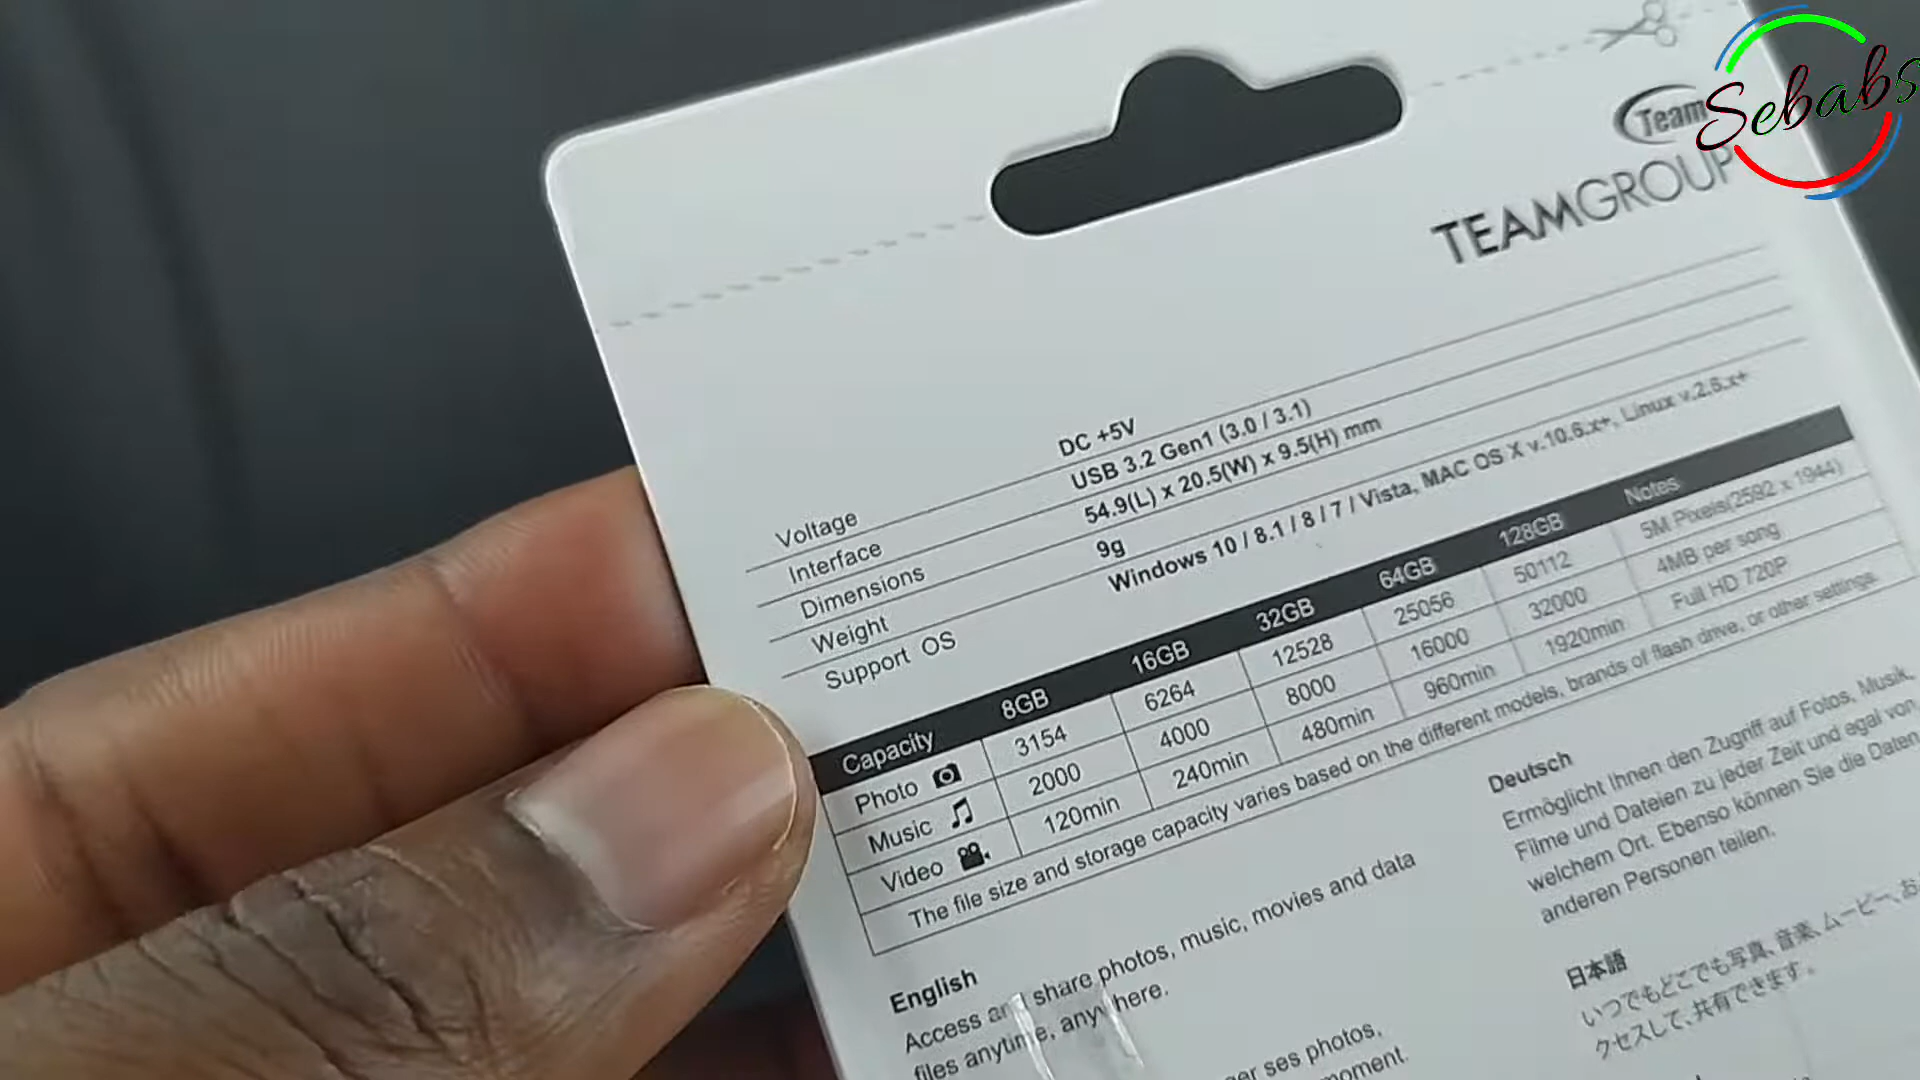 Sebabs
Team
TEAMGROUP
Voltage DC +5V
Interface USB 3.2 Gen1 (3.0 / 3.1)
Dimensions 54.9(L) x 20.5(W) x 9.5(H) mm
Weight 9g
Support OS Windows 10 / 8.1 / 8 / 7 / Vista, MAC OS X v.10.6.x+, Linux v.2.6.x+
Capacity 8GB 16GB 32GB 64GB 128GB Notes
Photo 3154 6264 12528 25056 50112 5M Pixels(2592 x 1944)
Music 2000 4000 8000 16000 32000 4MB per song
Video 120min 240min 480min 960min 1920min Full HD 720P
The file size and storage capacity varies based on the different models, brands of flash drive, or other settings.
English
Access and share photos, music, movies and data
files anytime, anywhere.
ses photos,
moment.
Deutsch
Ermöglicht Ihnen den Zugriff auf Fotos, Musik,
Filme und Dateien zu jeder Zeit und egal von
welchem Ort. Ebenso können Sie die Daten
anderen Personen teilen.
日本語
いつでもどこでも写真、音楽、ムービー、お
クセスして、共有できます。